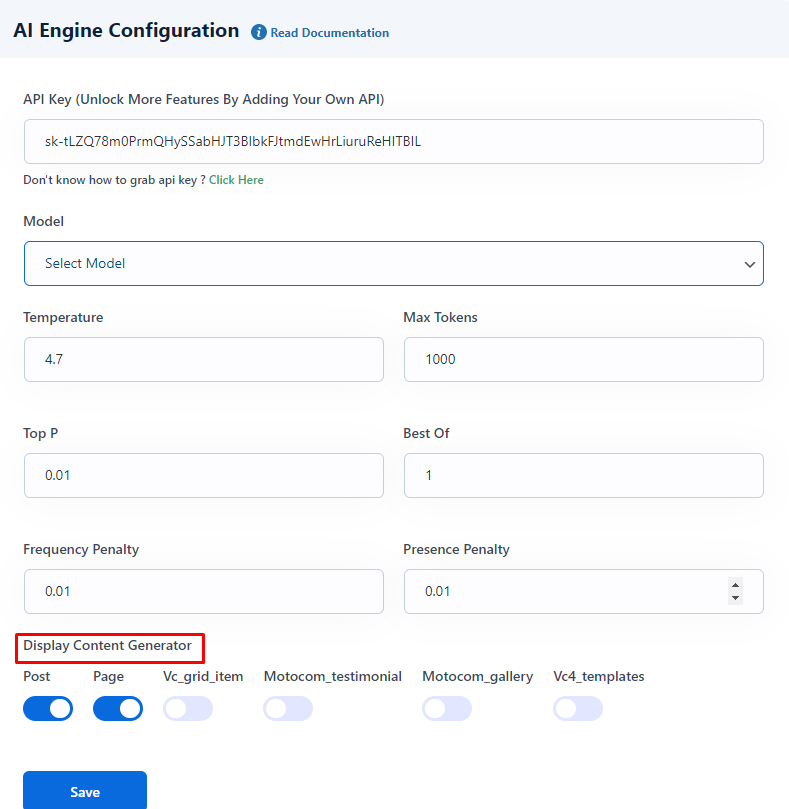 AI Engine Configuration Read Documentation
API Key (Unlock More Features By Adding Your Own API)
Don't know how to grab api key ? Click Here
Model
Select Model
Temperature Max Tokens
4.7 1000
Top P Best Of
0.01 1
Frequency Penalty Presence Penalty
0.01 0.01
Display Content Generator
Post Page Vc_grid_item Motocom_testimonial Motocom_gallery Vc4_templates
Save